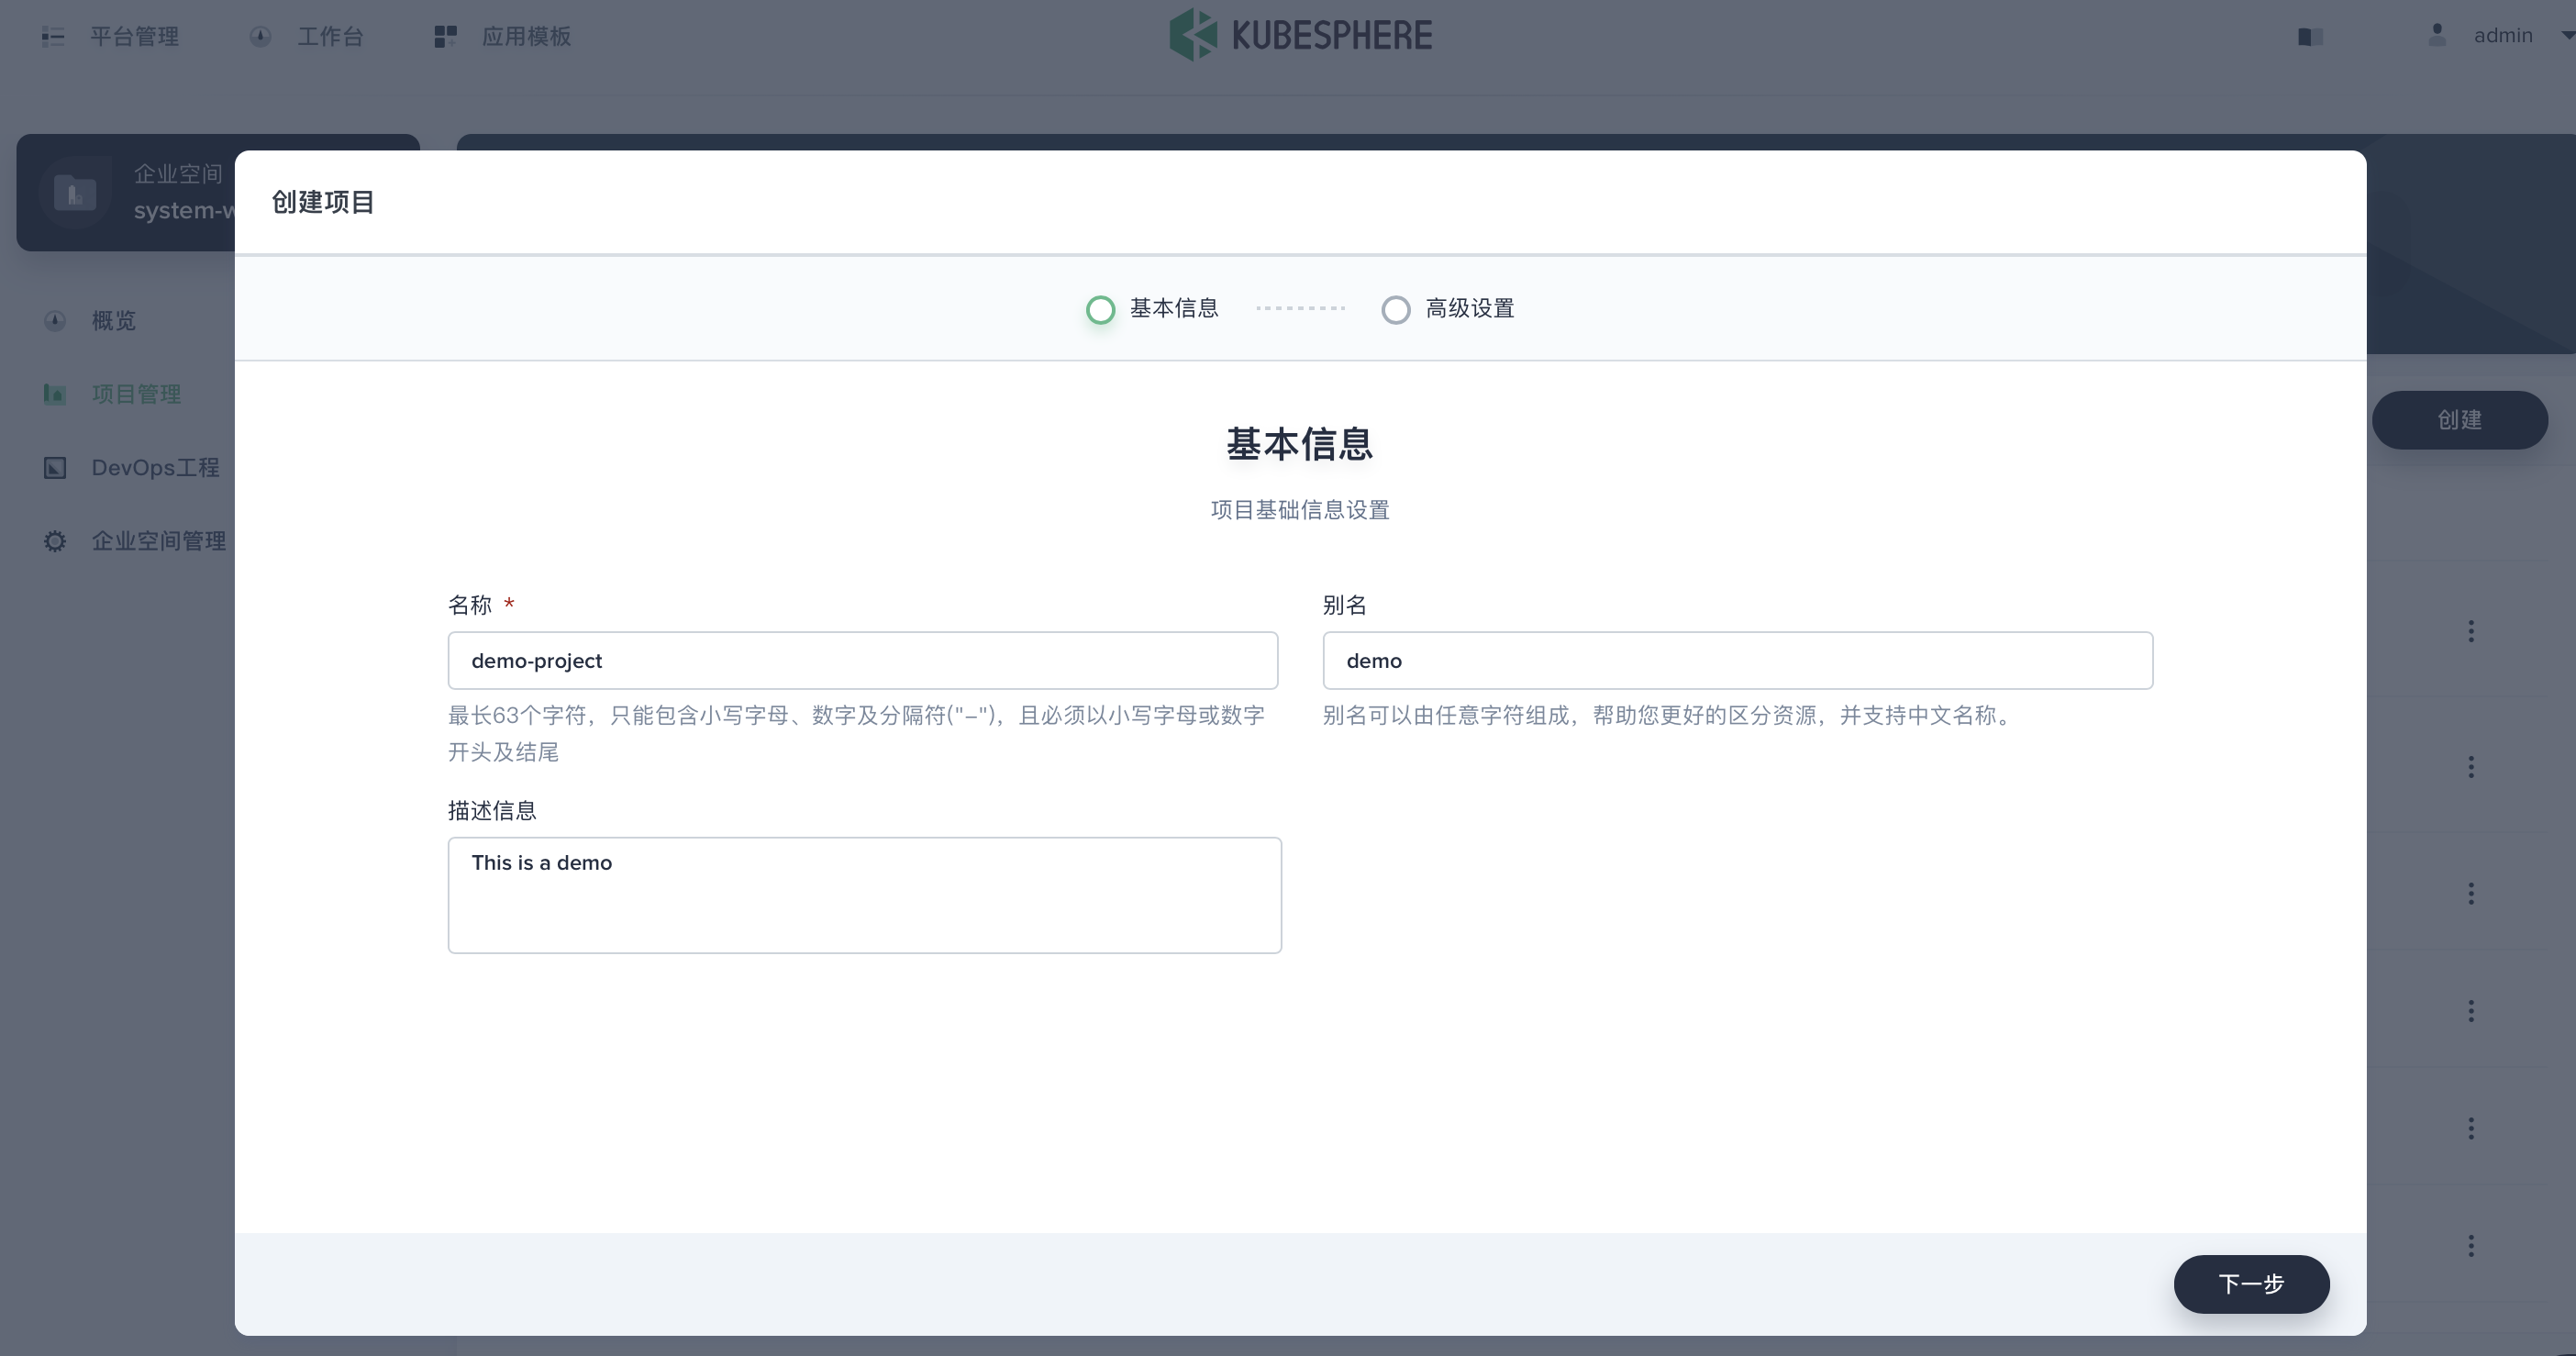 平台管理
工作台
应用模板
KUBESPHERE
admin
企业空间
system-w
概览
项目管理
DevOps工程
企业空间管理
创建
创建项目
基本信息
高级设置
基本信息
项目基础信息设置
名称 *
demo-project
最长63个字符，只能包含小写字母、数字及分隔符("-")，且必须以小写字母或数字
开头及结尾
别名
demo
别名可以由任意字符组成，帮助您更好的区分资源，并支持中文名称。
描述信息
This is a demo
下一步